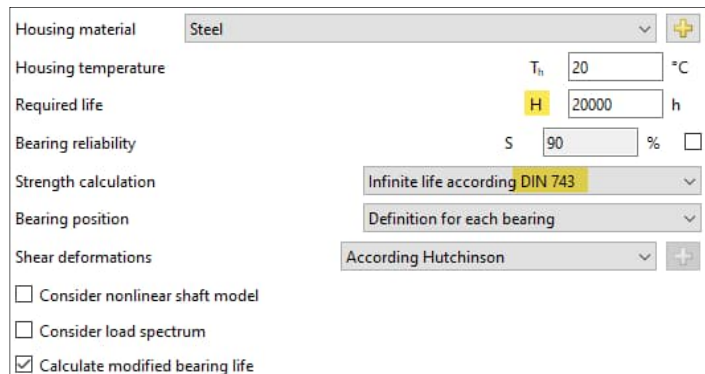 Housing material Steel
Housing temperature Tₕ 20 °C
Required life H 20000 h
Bearing reliability S 90 %
Strength calculation Infinite life according DIN 743
Bearing position Definition for each bearing
Shear deformations According Hutchinson
Consider nonlinear shaft model
Consider load spectrum
Calculate modified bearing life